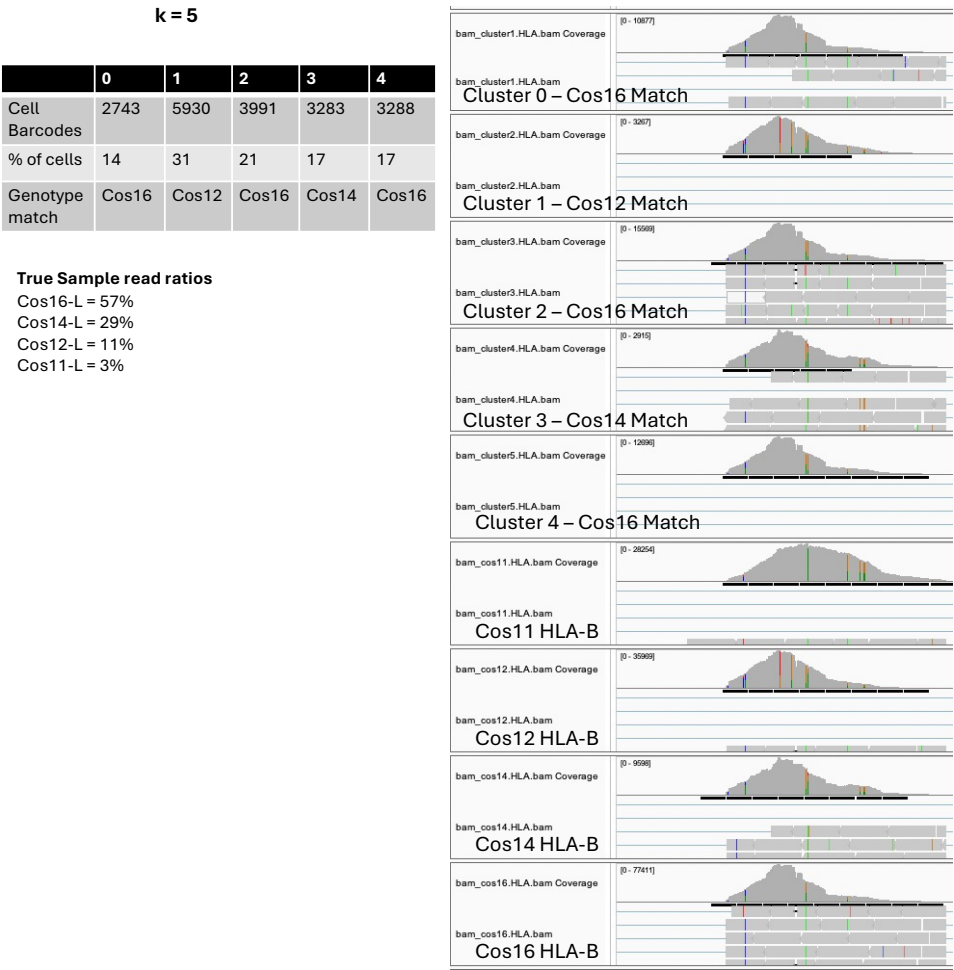 k = 5
0 1 2 3 4
Cell Barcodes 2743 5930 3991 3283 3288
% of cells 14 31 21 17 17
Genotype match Cos16 Cos12 Cos16 Cos14 Cos16
True Sample read ratios
Cos16-L = 57%
Cos14-L = 29%
Cos12-L = 11%
Cos11-L = 3%
bam_cluster1.HLA.bam Coverage
[0 - 10877]
bam_cluster1.HLA.bam
Cluster 0 – Cos16 Match
bam_cluster2.HLA.bam Coverage
[0 - 3267]
bam_cluster2.HLA.bam
Cluster 1 – Cos12 Match
bam_cluster3.HLA.bam Coverage
[0 - 15569]
bam_cluster3.HLA.bam
Cluster 2 – Cos16 Match
bam_cluster4.HLA.bam Coverage
[0 - 2915]
bam_cluster4.HLA.bam
Cluster 3 – Cos14 Match
bam_cluster5.HLA.bam Coverage
[0 - 12696]
bam_cluster5.HLA.bam
Cluster 4 – Cos16 Match
bam_cos11.HLA.bam Coverage
[0 - 28254]
bam_cos11.HLA.bam
Cos11 HLA-B
bam_cos12.HLA.bam Coverage
[0 - 35969]
bam_cos12.HLA.bam
Cos12 HLA-B
bam_cos14.HLA.bam Coverage
[0 - 9598]
bam_cos14.HLA.bam
Cos14 HLA-B
bam_cos16.HLA.bam Coverage
[0 - 77411]
bam_cos16.HLA.bam
Cos16 HLA-B